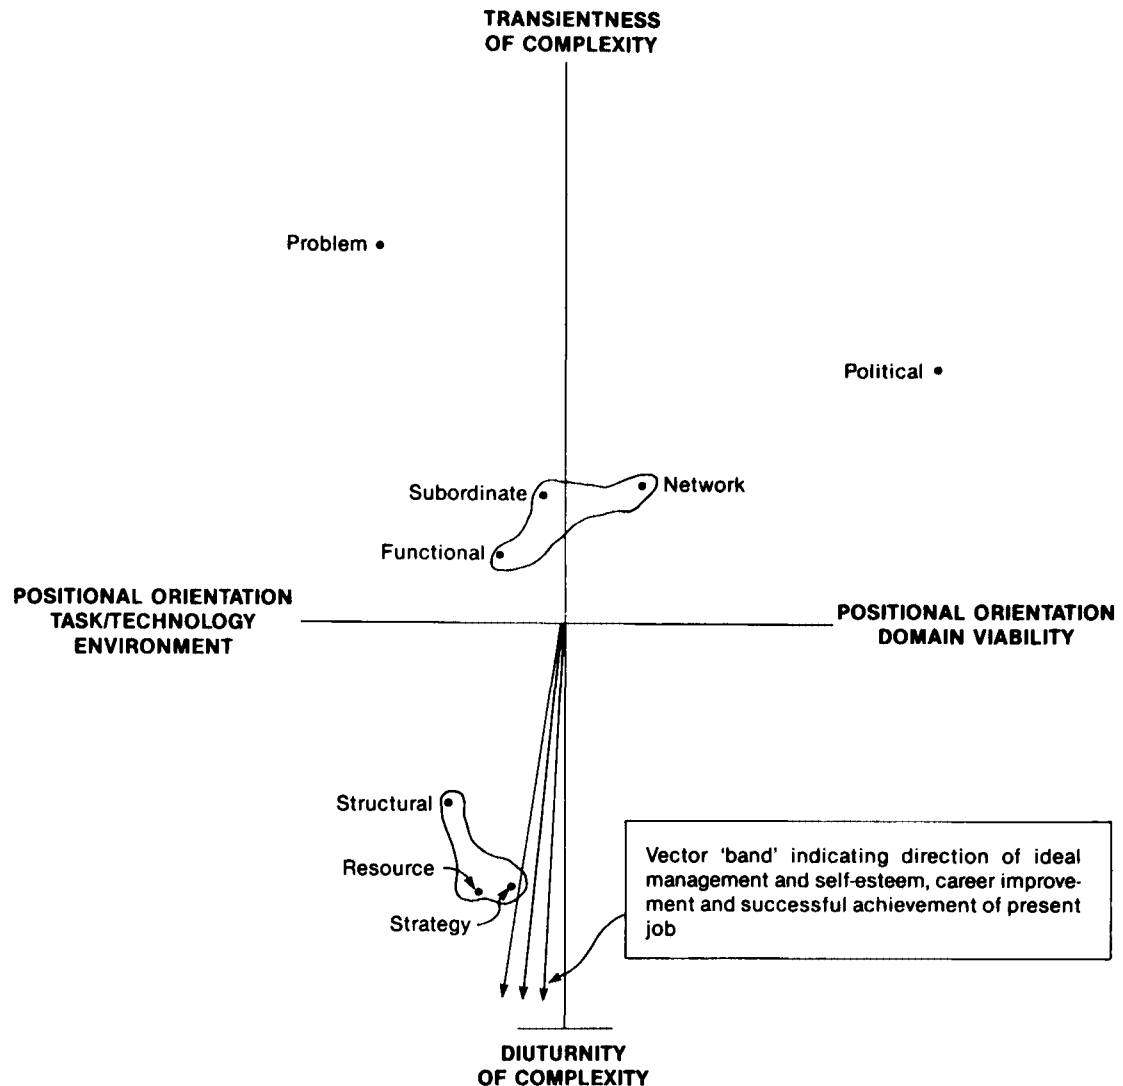 TRANSIENTNESS
OF COMPLEXITY
Problem
Political
Subordinate
Network
Functional
POSITIONAL ORIENTATION
TASK/TECHNOLOGY
ENVIRONMENT
POSITIONAL ORIENTATION
DOMAIN VIABILITY
Structural
Resource
Strategy
Vector 'band' indicating direction of ideal
management and self-esteem, career improve-
ment and successful achievement of present
job
DIUTURNITY
OF COMPLEXITY